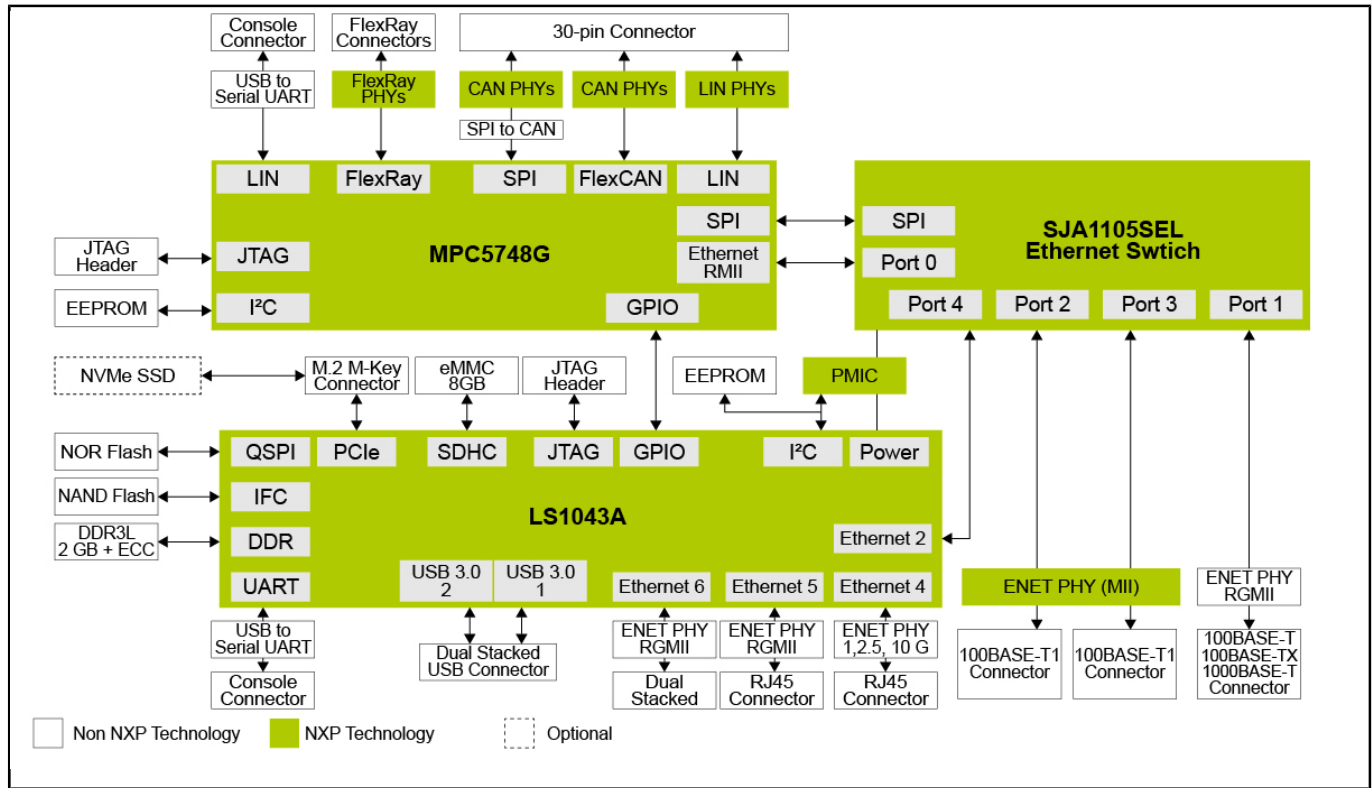 Console
Connector
FlexRay
Connectors
30-pin Connector
USB to
Serial UART
FlexRay
PHYs
CAN PHYs
CAN PHYs
LIN PHYs
SPI to CAN
LIN
FlexRay
SPI
FlexCAN
LIN
SPI
Ethernet
RMII
JTAG
MPC5748G
I²C
GPIO
JTAG
Header
EEPROM
SPI
Port 0
SJA1105SEL
Ethernet Swtich
Port 4
Port 2
Port 3
Port 1
NVMe SSD
M.2 M-Key
Connector
eMMC
8GB
JTAG
Header
EEPROM
PMIC
NOR Flash
NAND Flash
DDR3L
2 GB + ECC
QSPI
PCIe
SDHC
JTAG
GPIO
I²C
Power
IFC
LS1043A
DDR
Ethernet 2
UART
USB 3.0
2
USB 3.0
1
Ethernet 6
Ethernet 5
Ethernet 4
USB to
Serial UART
Console
Connector
Dual Stacked
USB Connector
ENET PHY
RGMII
Dual
Stacked
ENET PHY
RGMII
RJ45
Connector
ENET PHY
1,2.5, 10 G
RJ45
Connector
ENET PHY (MII)
100BASE-T1
Connector
100BASE-T1
Connector
ENET PHY
RGMII
100BASE-T
100BASE-TX
1000BASE-T
Connector
Non NXP Technology
NXP Technology
Optional